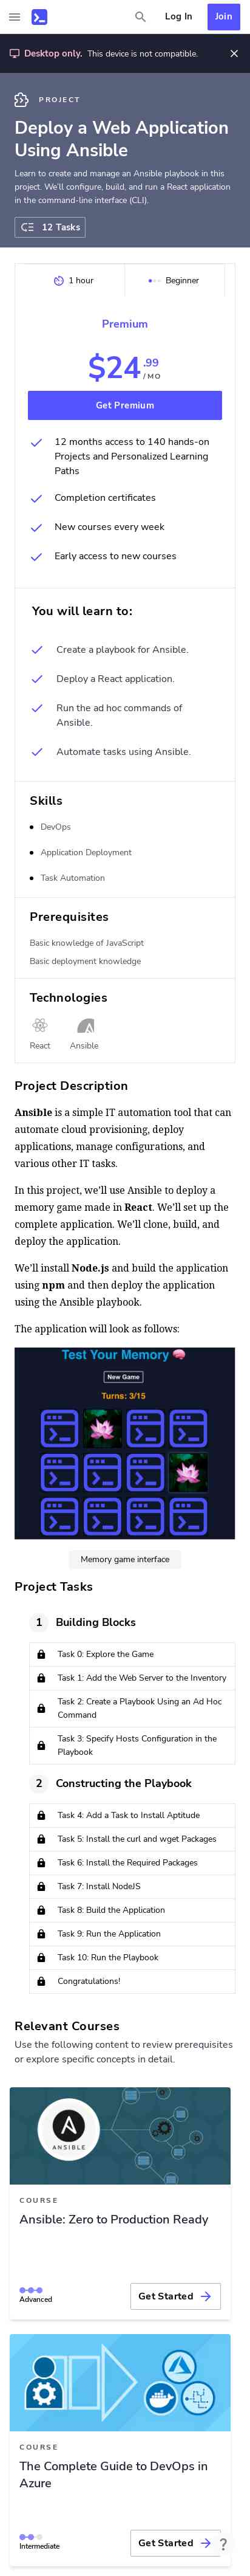 Log In
Join
Desktop only. This device is not compatible.
PROJECT
Deploy a Web Application
Using Ansible
Learn to create and manage an Ansible playbook in this
project. We'll configure, build, and run a React application
in the command-line interface (CLI).
12 Tasks
1 hour
Beginner
Premium
$24.99
/MO
Get Premium
12 months access to 140 hands-on
Projects and Personalized Learning
Paths
Completion certificates
New courses every week
Early access to new courses
You will learn to:
Create a playbook for Ansible.
Deploy a React application.
Run the ad hoc commands of
Ansible.
Automate tasks using Ansible.
Skills
DevOps
Application Deployment
Task Automation
Prerequisites
Basic knowledge of JavaScript
Basic deployment knowledge
Technologies
React
Ansible
Project Description
Ansible is a simple IT automation tool that can
automate cloud provisioning, deploy
applications, manage configurations, and
various other IT tasks.
In this project, we'll use Ansible to deploy a
memory game made in React. We'll set up the
complete application. We'll clone, build, and
deploy the application.
We'll install Node.js and build the application
using npm and then deploy the application
using the Ansible playbook.
The application will look as follows:
Test Your Memory
New Game
Turns: 3/15
Memory game interface
Project Tasks
1 Building Blocks
Task 0: Explore the Game
Task 1: Add the Web Server to the Inventory
Task 2: Create a Playbook Using an Ad Hoc
Command
Task 3: Specify Hosts Configuration in the
Playbook
2 Constructing the Playbook
Task 4: Add a Task to Install Aptitude
Task 5: Install the curl and wget Packages
Task 6: Install the Required Packages
Task 7: Install NodeJS
Task 8: Build the Application
Task 9: Run the Application
Task 10: Run the Playbook
Congratulations!
Relevant Courses
Use the following content to review prerequisites
or explore specific concepts in detail.
ANSIBLE
COURSE
Ansible: Zero to Production Ready
Advanced
Get Started
COURSE
The Complete Guide to DevOps in
Azure
Intermediate
Get Started
?